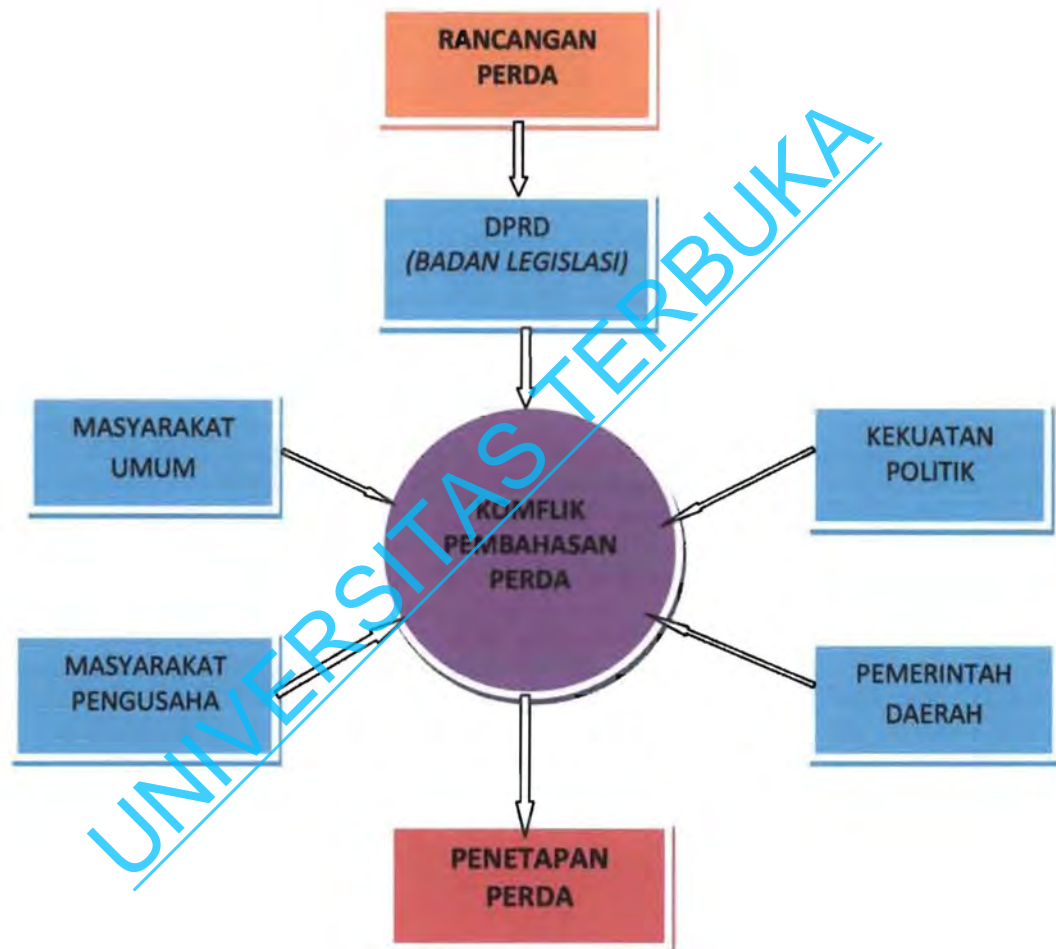 RANCANGAN
PERDA
DPRD
(BADAN LEGISLASI)
MASYARAKAT
UMUM
KEKUATAN
POLITIK
KOMFLIK
PEMBAHASAN
PERDA
MASYARAKAT
PENGUSAHA
PEMERINTAH
DAERAH
PENETAPAN
PERDA
UNIVERSITAS TERBUKA